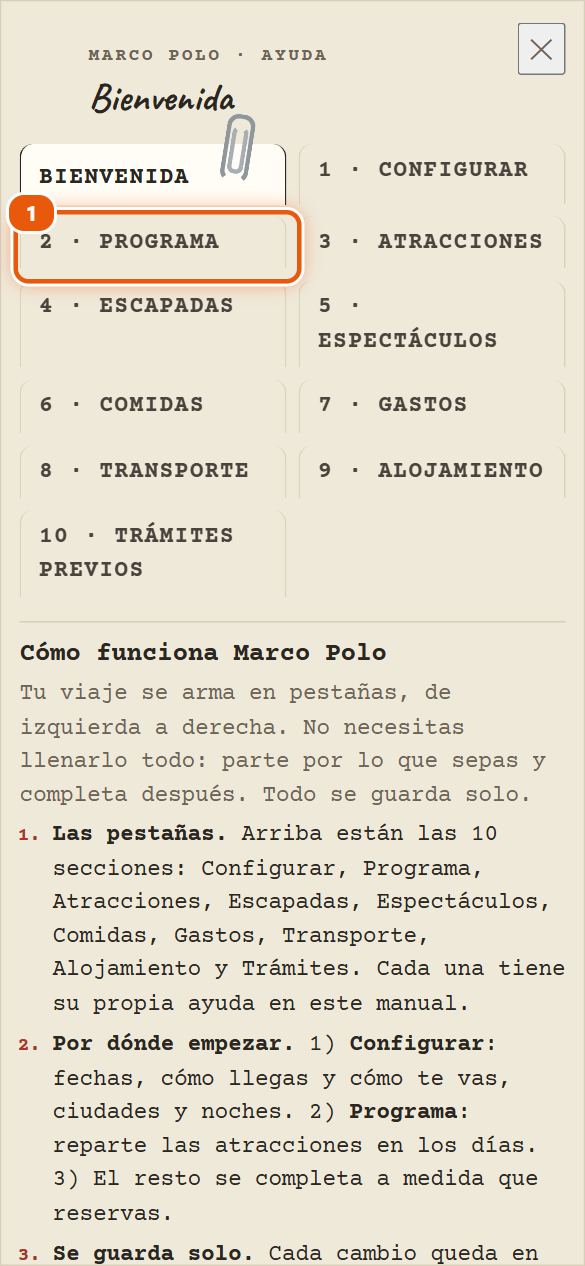 MARCO POLO · AYUDA
Bienvenida
BIENVENIDA
1 · CONFIGURAR
1
2 · PROGRAMA
3 · ATRACCIONES
4 · ESCAPADAS
5 ·
ESPECTÁCULOS
6 · COMIDAS
7 · GASTOS
8 · TRANSPORTE
9 · ALOJAMIENTO
10 · TRÁMITES
PREVIOS
Cómo funciona Marco Polo
Tu viaje se arma en pestañas, de
izquierda a derecha. No necesitas
llenarlo todo: parte por lo que sepas y
completa después. Todo se guarda solo.
1. Las pestañas. Arriba están las 10
secciones: Configurar, Programa,
Atracciones, Escapadas, Espectáculos,
Comidas, Gastos, Transporte,
Alojamiento y Trámites. Cada una tiene
su propia ayuda en este manual.
2. Por dónde empezar. 1) Configurar:
fechas, cómo llegas y cómo te vas,
ciudades y noches. 2) Programa:
reparte las atracciones en los días.
3) El resto se completa a medida que
reservas.
3. Se guarda solo. Cada cambio queda en